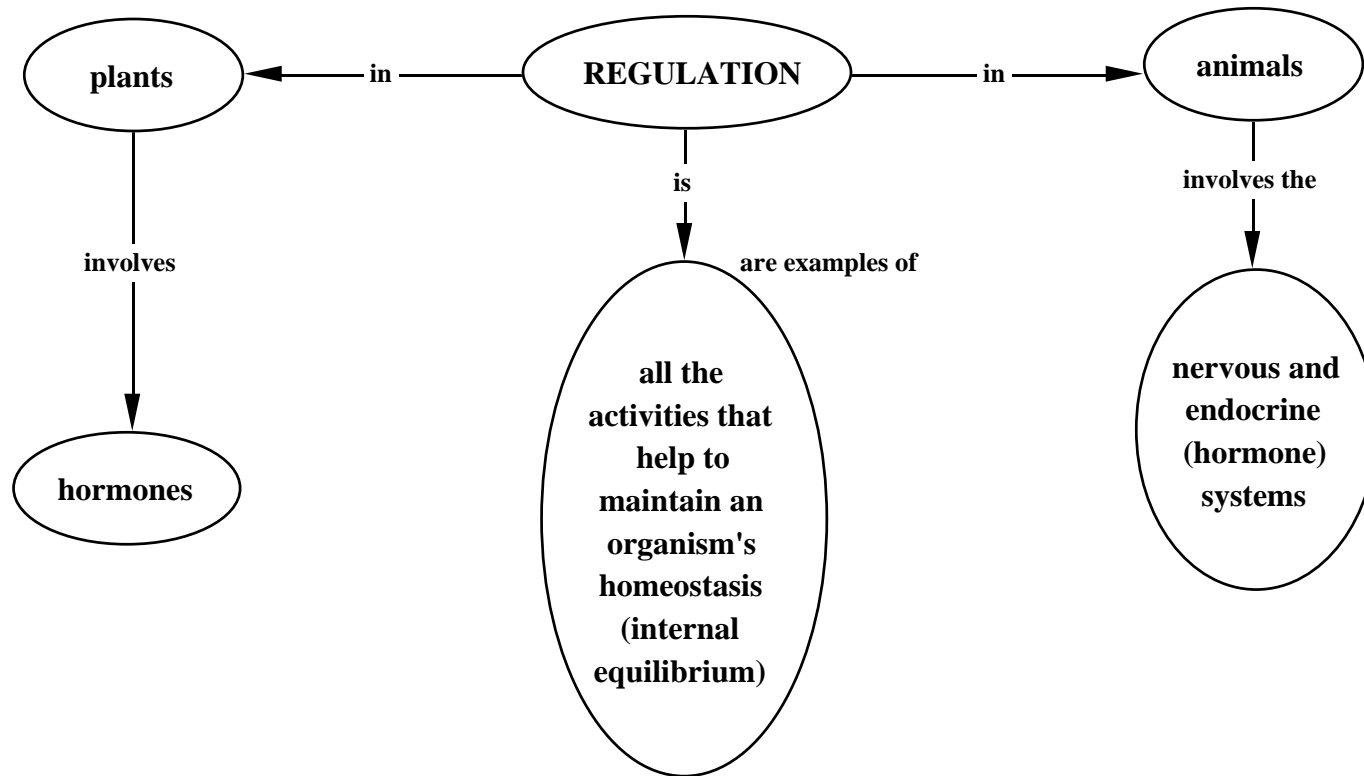 plants
in
REGULATION
in
animals
is
involves the
involves
are examples of
all the
activities that
help to
maintain an
organism's
homeostasis
(internal
equilibrium)
nervous and
endocrine
(hormone)
systems
hormones